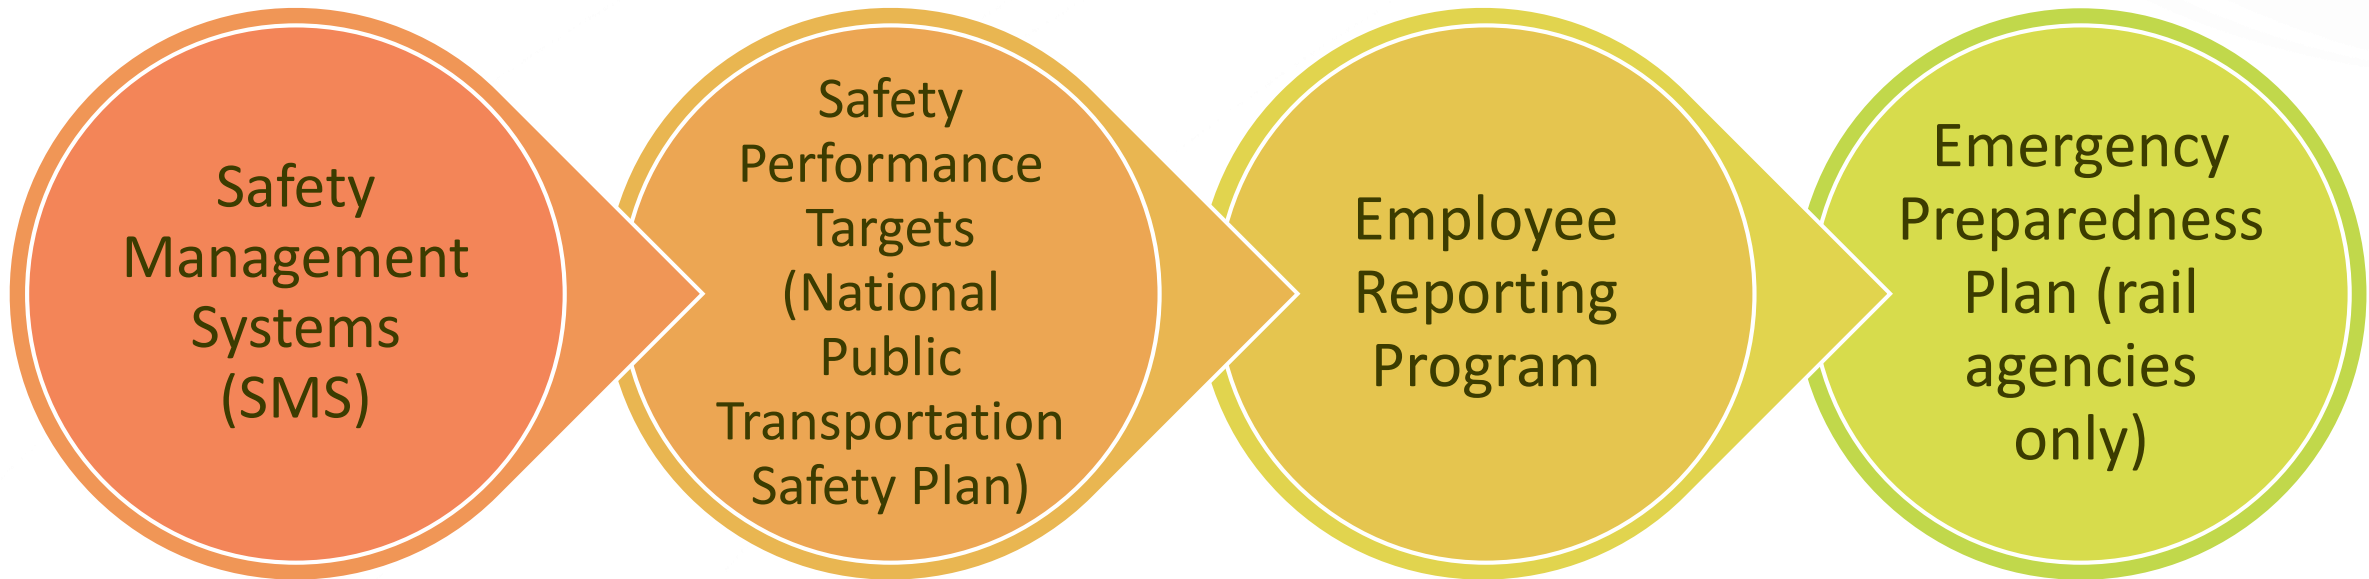 Safety
Management
Systems
(SMS)
Safety
Performance
Targets
(National
Public
Transportation
Safety Plan)
Employee
Reporting
Program
Emergency
Preparedness
Plan (rail
agencies
only)